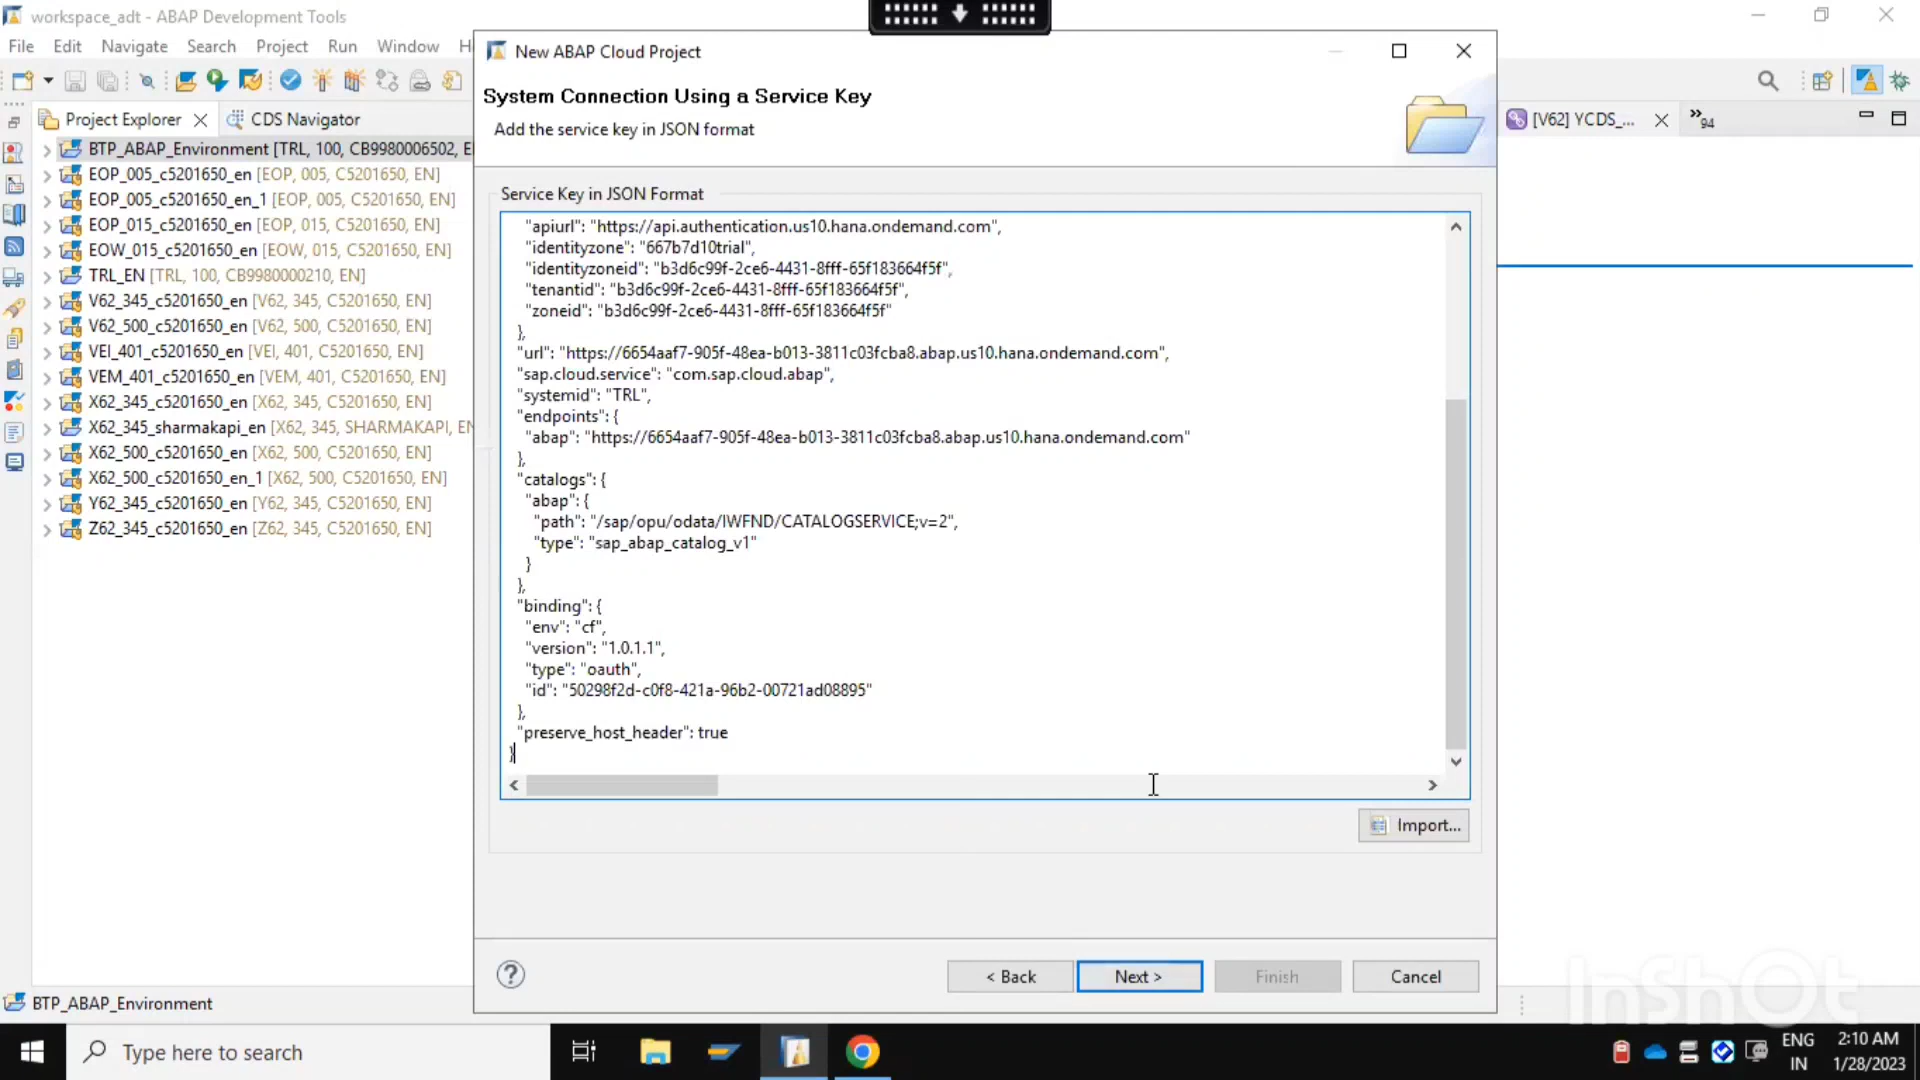 workspace_adt - ABAP Development Tools
File Edit Navigate Search Project Run Window H
Project Explorer
CDS Navigator
BTP_ABAP_Environment [TRL, 100, CB9980006502, E
EOP_005_c5201650_en [EOP, 005, C5201650, EN]
EOP_005_c5201650_en_1 [EOP, 005, C5201650, EN]
EOP_015_c5201650_en [EOP, 015, C5201650, EN]
EOW_015_c5201650_en [EOW, 015, C5201650, EN]
TRL_EN [TRL, 100, CB9980000210, EN]
V62_345_c5201650_en [V62, 345, C5201650, EN]
V62_500_c5201650_en [V62, 500, C5201650, EN]
VEI_401_c5201650_en [VEI, 401, C5201650, EN]
VEM_401_c5201650_en [VEM, 401, C5201650, EN]
X62_345_c5201650_en [X62, 345, C5201650, EN]
X62_345_sharmakapi_en [X62, 345, SHARMAKAPI, EN
X62_500_c5201650_en [X62, 500, C5201650, EN]
X62_500_c5201650_en_1 [X62, 500, C5201650, EN]
Y62_345_c5201650_en [Y62, 345, C5201650, EN]
Z62_345_c5201650_en [Z62, 345, C5201650, EN]
BTP_ABAP_Environment
New ABAP Cloud Project
System Connection Using a Service Key
Add the service key in JSON format
Service Key in JSON Format
"apiurl": "https://api.authentication.us10.hana.ondemand.com",
"identityzone": "667b7d10trial",
"identityzoneid": "b3d6c99f-2ce6-4431-8fff-65f183664f5f",
"tenantid": "b3d6c99f-2ce6-4431-8fff-65f183664f5f",
"zoneid": "b3d6c99f-2ce6-4431-8fff-65f183664f5f"
},
"url": "https://6654aaf7-905f-48ea-b013-3811c03fcba8.abap.us10.hana.ondemand.com",
"sap.cloud.service": "com.sap.cloud.abap",
"systemid": "TRL",
"endpoints": {
"abap": "https://6654aaf7-905f-48ea-b013-3811c03fcba8.abap.us10.hana.ondemand.com"
},
"catalogs": {
"abap": {
"path": "/sap/opu/odata/IWFND/CATALOGSERVICE;v=2",
"type": "sap_abap_catalog_v1"
}
},
"binding": {
"env": "cf",
"version": "1.0.1.1",
"type": "oauth",
"id": "50298f2d-c0f8-421a-96b2-00721ad08895"
},
"preserve_host_header": true
}
Import...
< Back
Next >
Finish
Cancel
[V62] YCDS_...
94
InShOt
Type here to search
ENG
IN
2:10 AM
1/28/2023